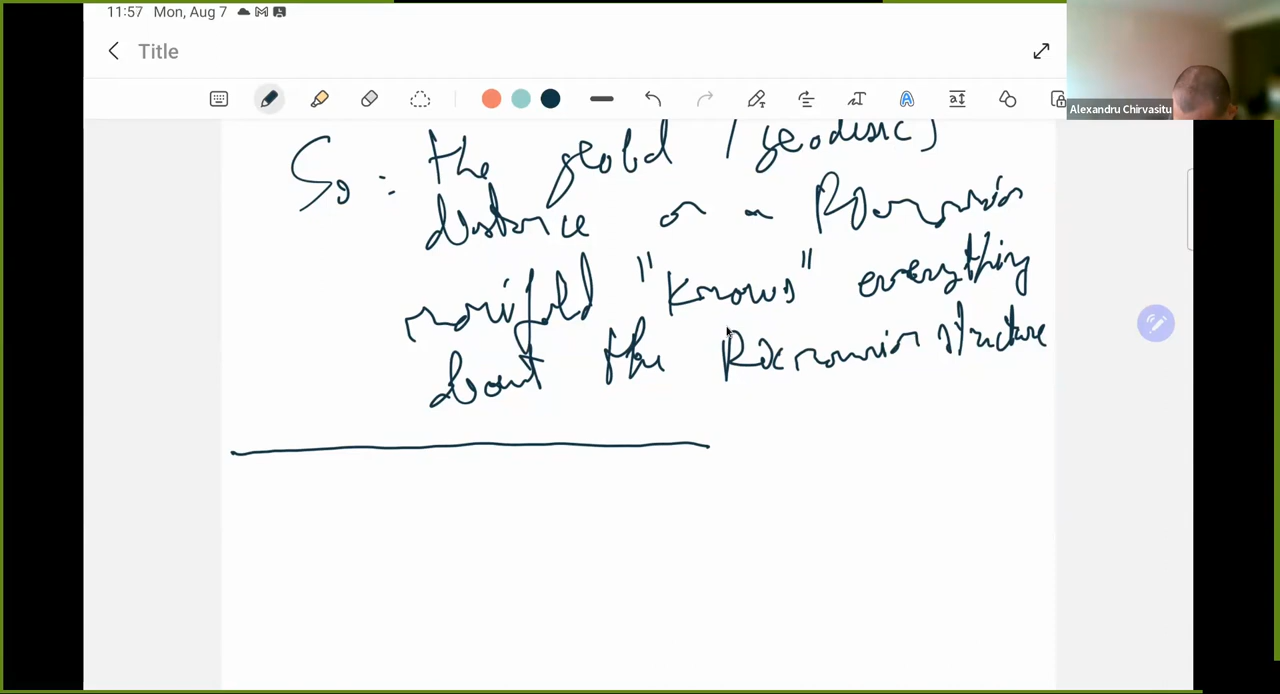 11:57 Mon, Aug 7
Title
Alexandru Chirvasitu
So: the global (geodesic)
distance on a Riemannian
manifold "knows" everything
about the Riemannian structure